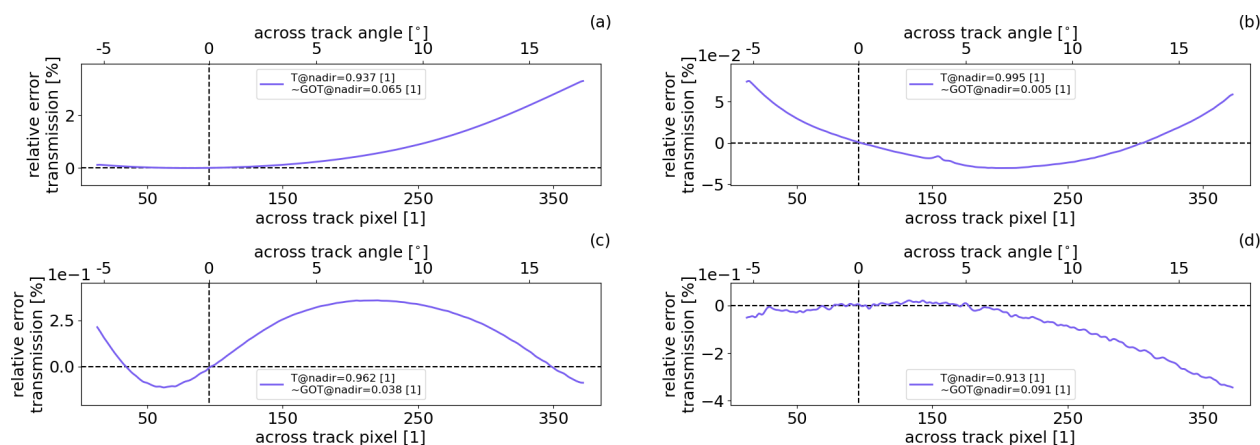 (a)
across track angle [°]
-5 0 5 10 15
relative error
transmission [%]
2
0
T@nadir=0.937 [1]
~GOT@nadir=0.065 [1]
50 150 250 350
across track pixel [1]
(b)
across track angle [°]
1e−2
-5 0 5 10 15
relative error
transmission [%]
5
0
−5
T@nadir=0.995 [1]
~GOT@nadir=0.005 [1]
50 150 250 350
across track pixel [1]
(c)
across track angle [°]
1e−1
-5 0 5 10 15
relative error
transmission [%]
2.5
0.0
T@nadir=0.962 [1]
~GOT@nadir=0.038 [1]
50 150 250 350
across track pixel [1]
(d)
across track angle [°]
1e−1
-5 0 5 10 15
relative error
transmission [%]
0
−2
−4
T@nadir=0.913 [1]
~GOT@nadir=0.091 [1]
50 150 250 350
across track pixel [1]